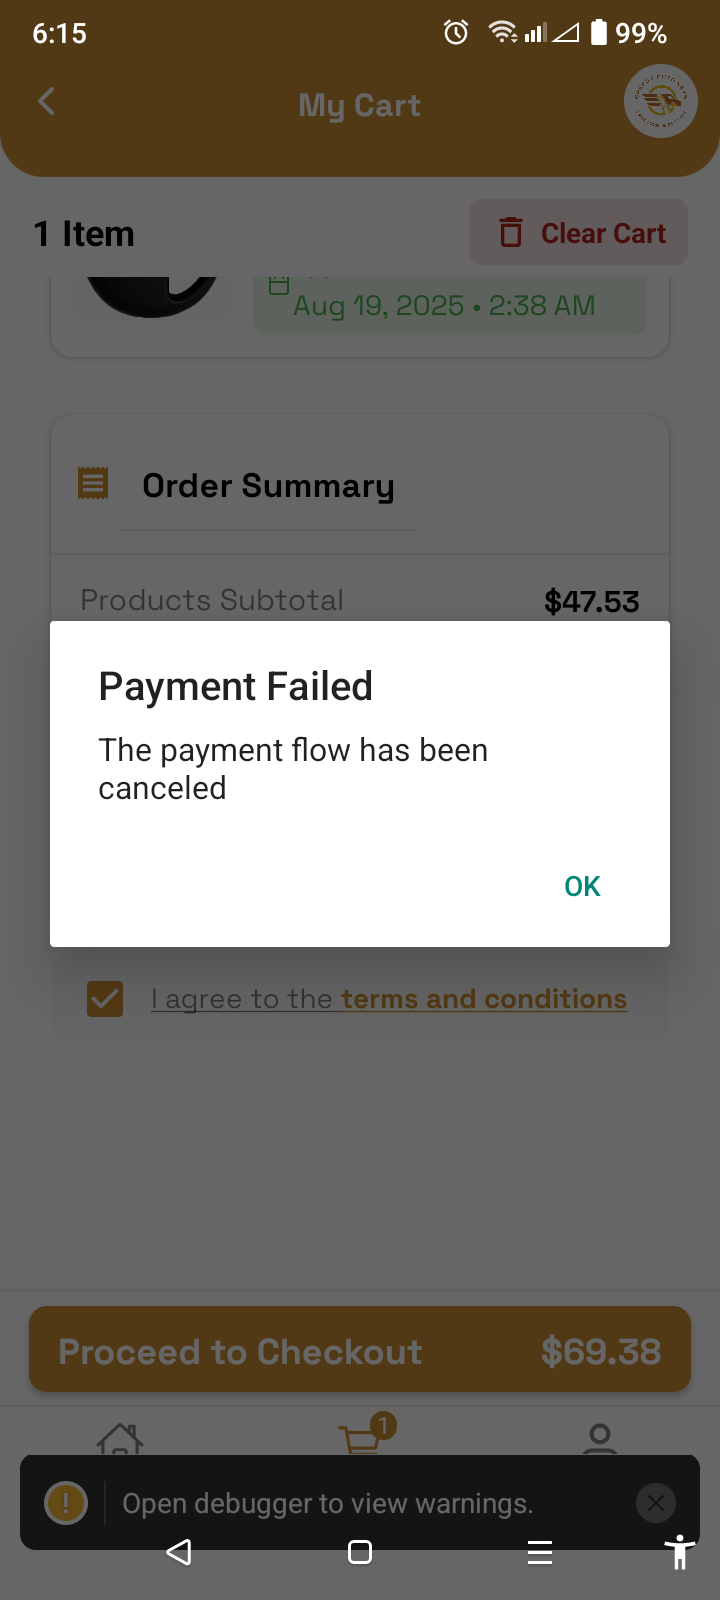 6:15
99%
My Cart
1 Item
Clear Cart
Aug 19, 2025 • 2:38 AM
Order Summary
Products Subtotal
$47.53
Payment Failed
The payment flow has been
canceled
OK
I agree to the terms and conditions
Proceed to Checkout
$69.38
1
Open debugger to view warnings.